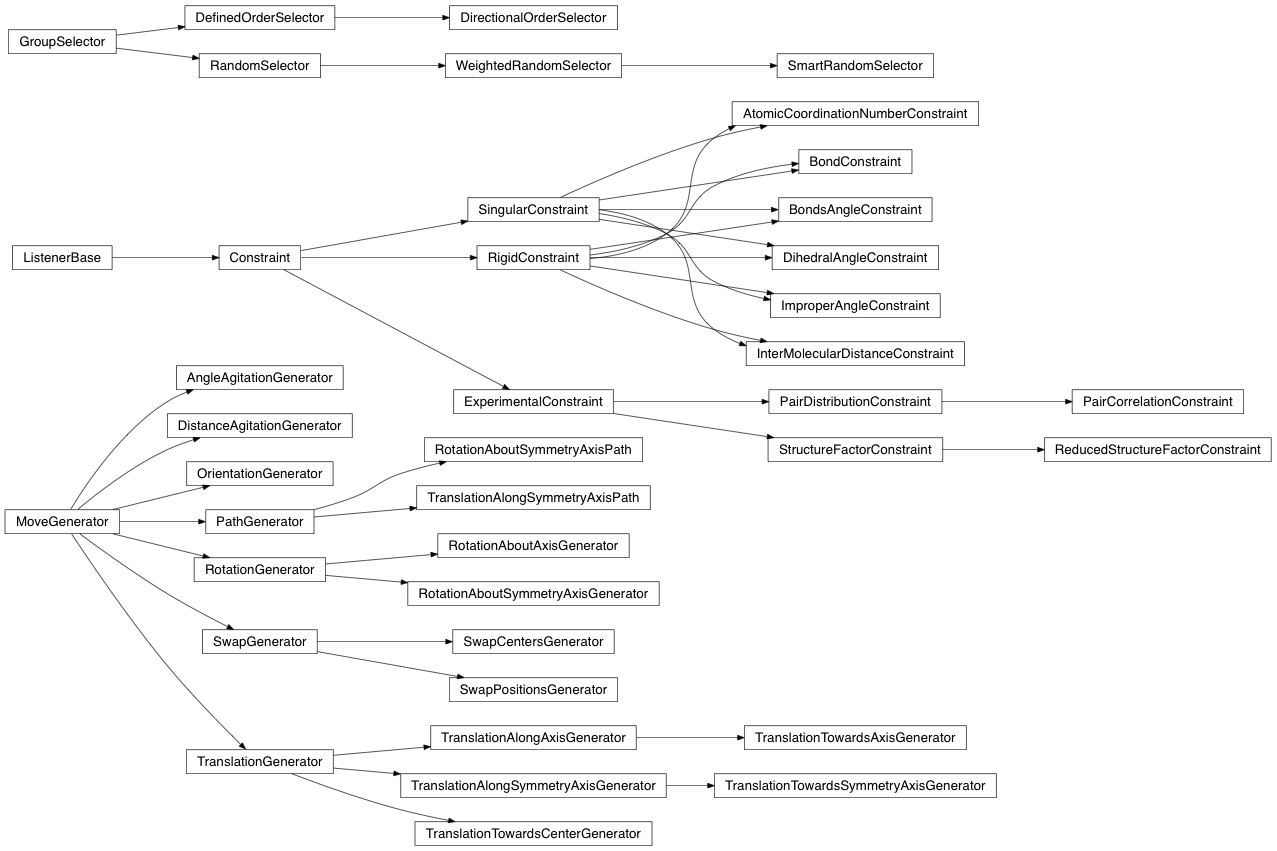 DefinedOrderSelector
DirectionalOrderSelector
GroupSelector
RandomSelector
WeightedRandomSelector
SmartRandomSelector
AtomicCoordinationNumberConstraint
BondConstraint
SingularConstraint
BondsAngleConstraint
ListenerBase
Constraint
RigidConstraint
DihedralAngleConstraint
ImproperAngleConstraint
InterMolecularDistanceConstraint
AngleAgitationGenerator
ExperimentalConstraint
PairDistributionConstraint
PairCorrelationConstraint
DistanceAgitationGenerator
RotationAboutSymmetryAxisPath
StructureFactorConstraint
ReducedStructureFactorConstraint
OrientationGenerator
TranslationAlongSymmetryAxisPath
MoveGenerator
PathGenerator
RotationAboutAxisGenerator
RotationGenerator
RotationAboutSymmetryAxisGenerator
SwapGenerator
SwapCentersGenerator
SwapPositionsGenerator
TranslationAlongAxisGenerator
TranslationTowardsAxisGenerator
TranslationGenerator
TranslationAlongSymmetryAxisGenerator
TranslationTowardsSymmetryAxisGenerator
TranslationTowardsCenterGenerator